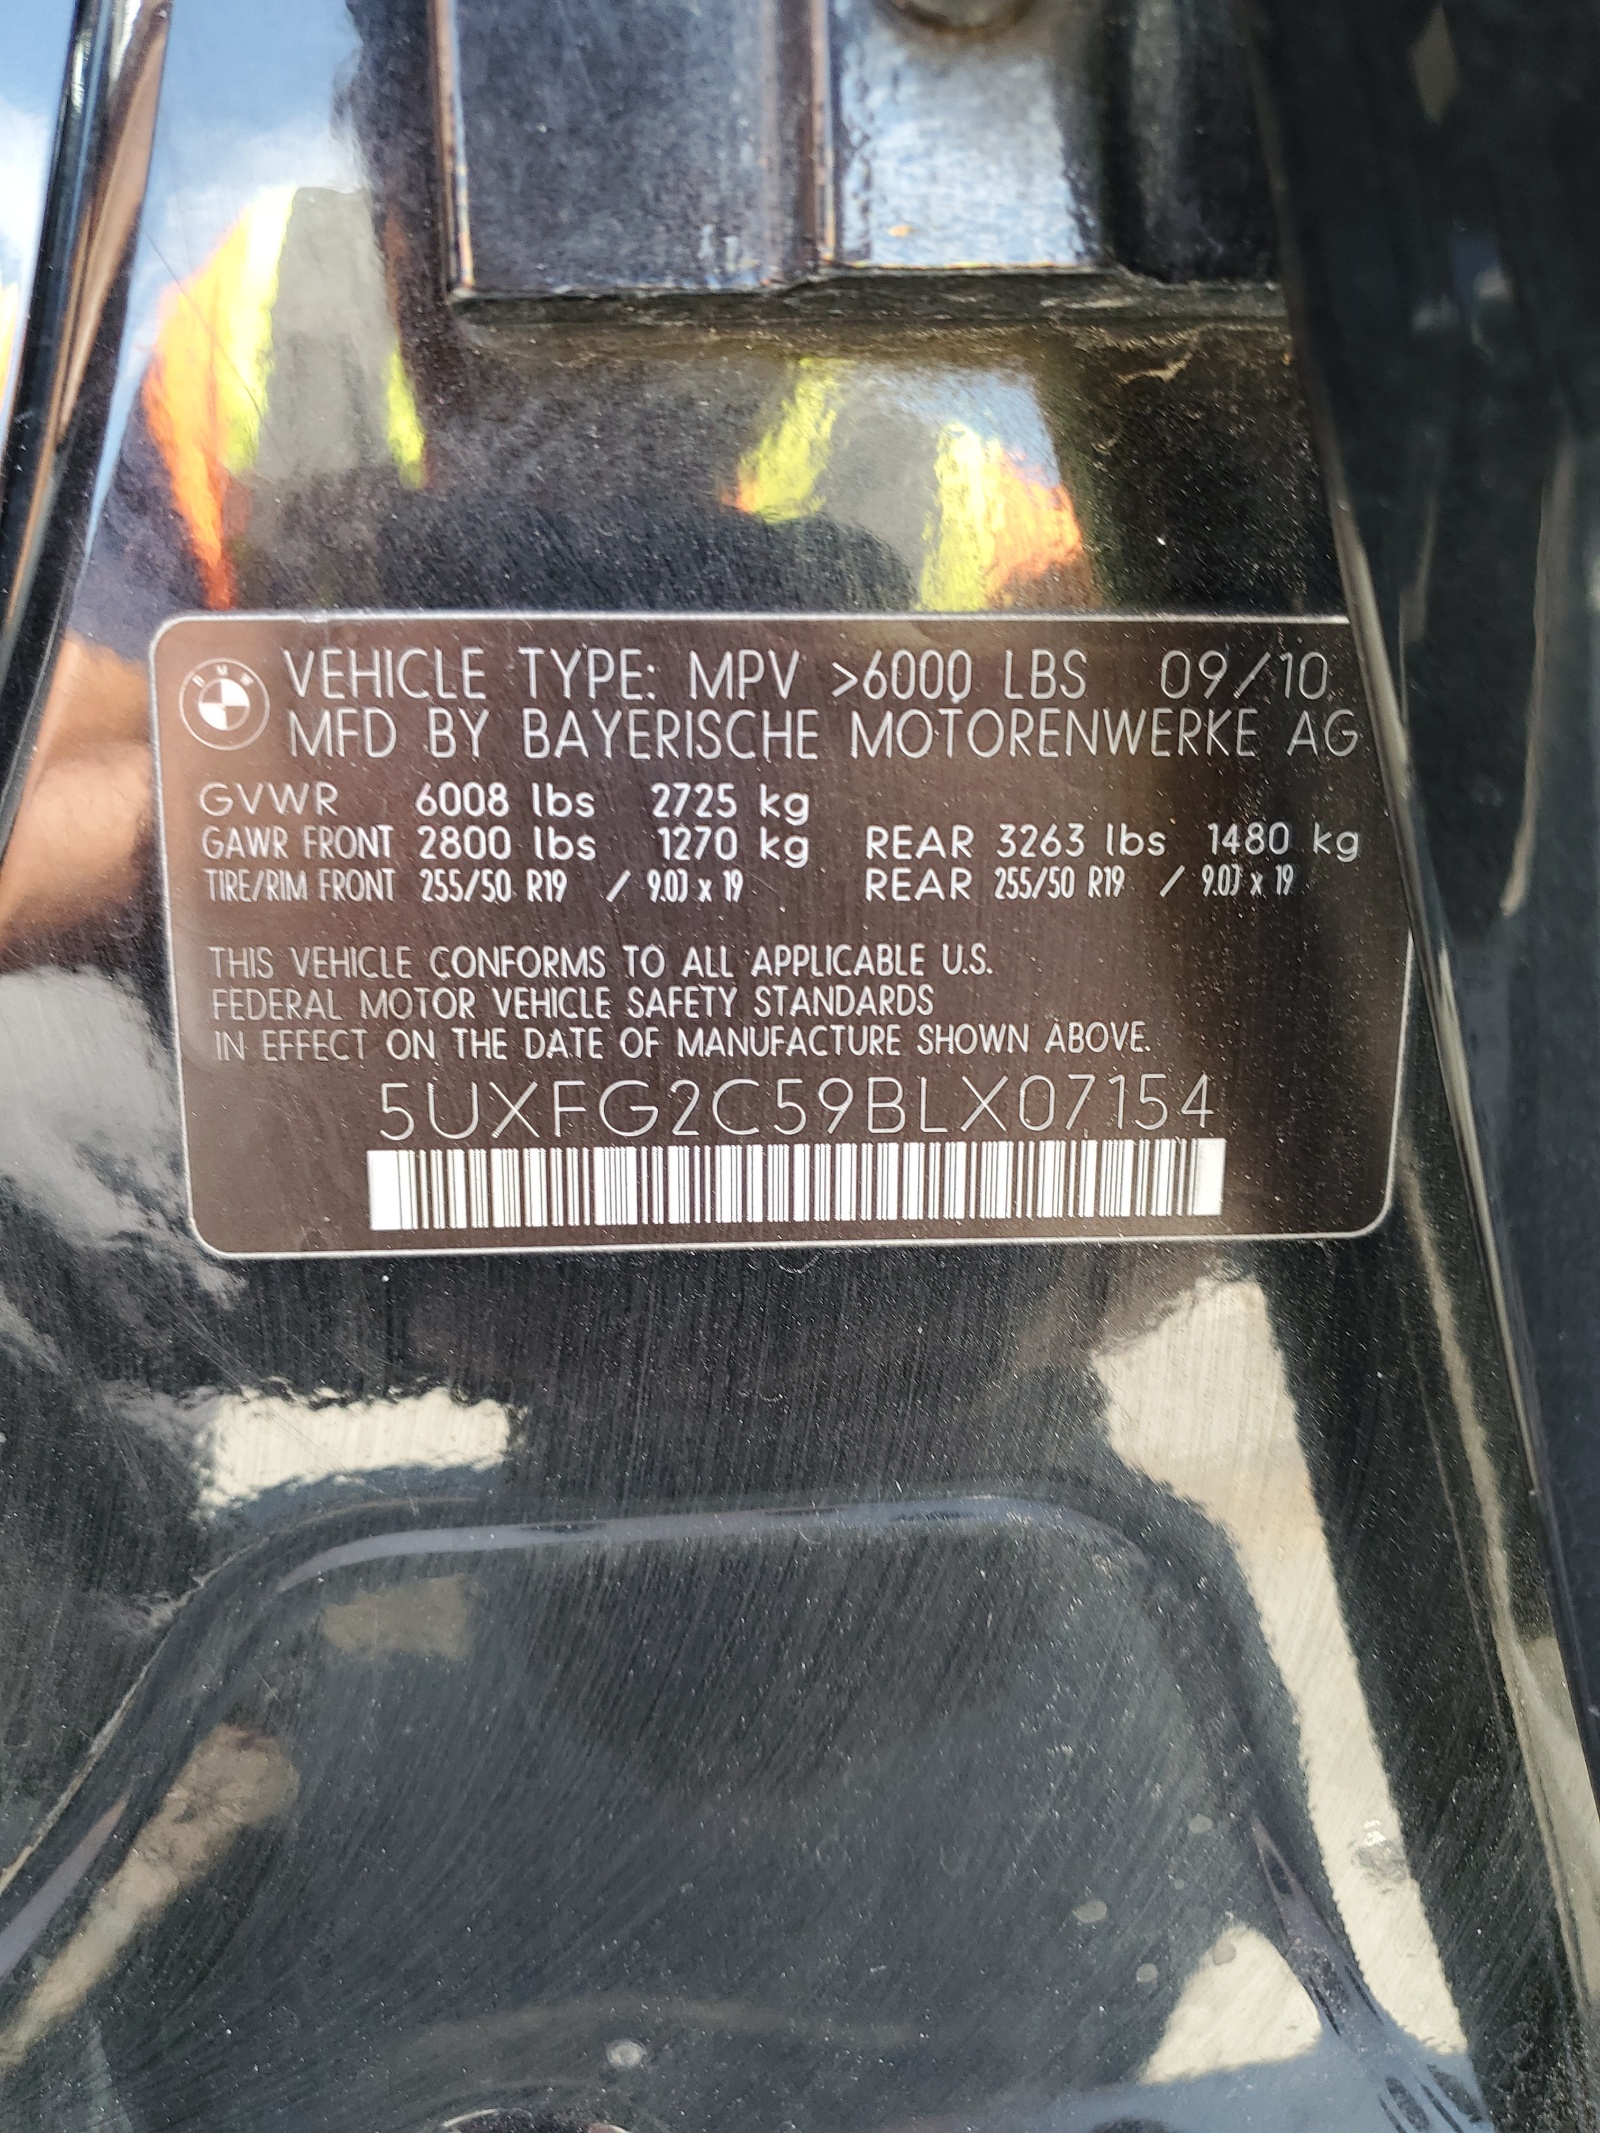 BMW
VEHICLE TYPE: MPV >6000 LBS 09/10
MFD BY BAYERISCHE MOTORENWERKE AG
GVWR 6008 lbs 2725 kg
GAWR FRONT 2800 lbs 1270 kg REAR 3263 lbs 1480 kg
TIRE/RIM FRONT 255/50 R19 / 9.0J x 19 REAR 255/50 R19 / 9.0J x 19
THIS VEHICLE CONFORMS TO ALL APPLICABLE U.S.
FEDERAL MOTOR VEHICLE SAFETY STANDARDS
IN EFFECT ON THE DATE OF MANUFACTURE SHOWN ABOVE.
5UXFG2C59BLX07154